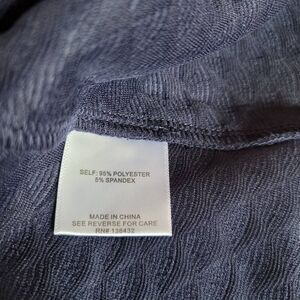 SELF: 95% POLYESTER
5% SPANDEX
MADE IN CHINA
SEE REVERSE FOR CARE
RN# 138432